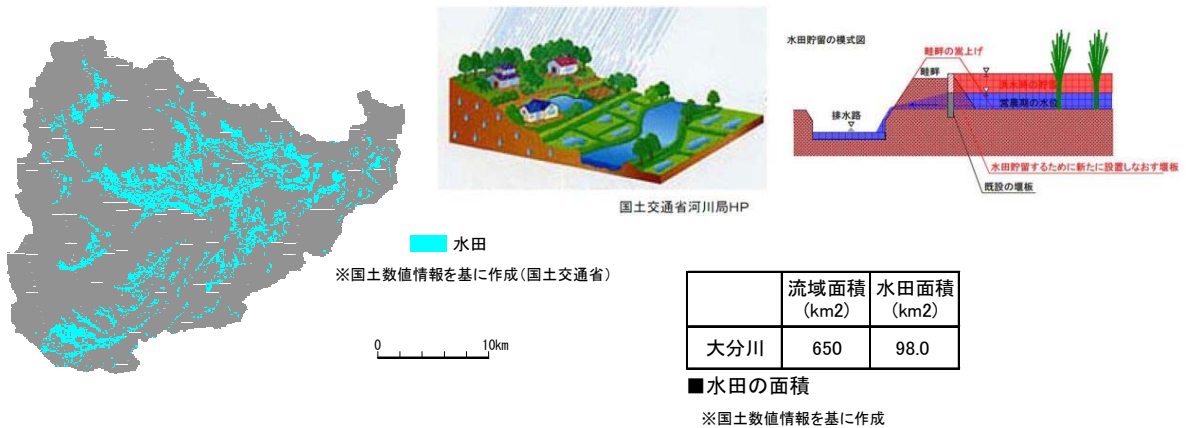 水田貯留の模式図
畦畔の嵩上げ
畦畔
洪水時の貯留
営農期の水位
排水路
水田貯留するために新たに設置しなおす堰板
既設の堰板
国土交通省河川局HP
水田
※国土数値情報を基に作成(国土交通省)
0 10km
流域面積 水田面積
(km2) (km2)
大分川 650 98.0
■水田の面積
※国土数値情報を基に作成